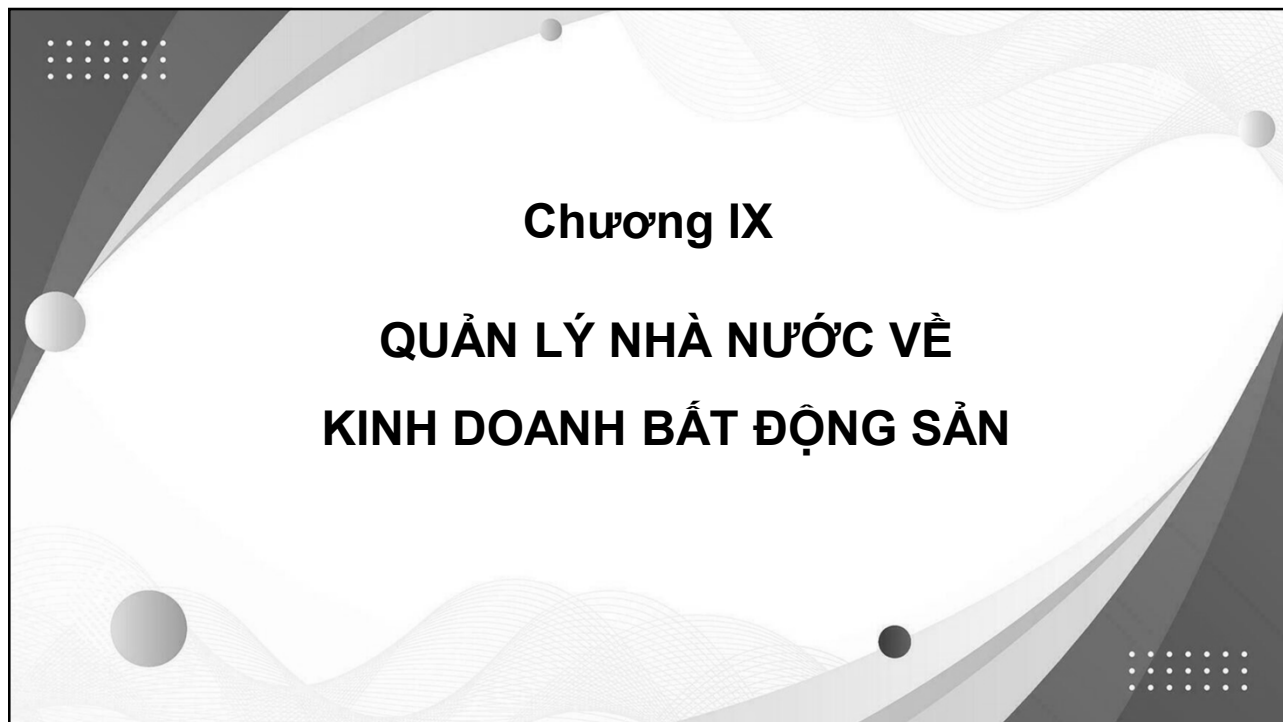 Chương IX
QUẢN LÝ NHÀ NƯỚC VỀ
KINH DOANH BẤT ĐỘNG SẢN